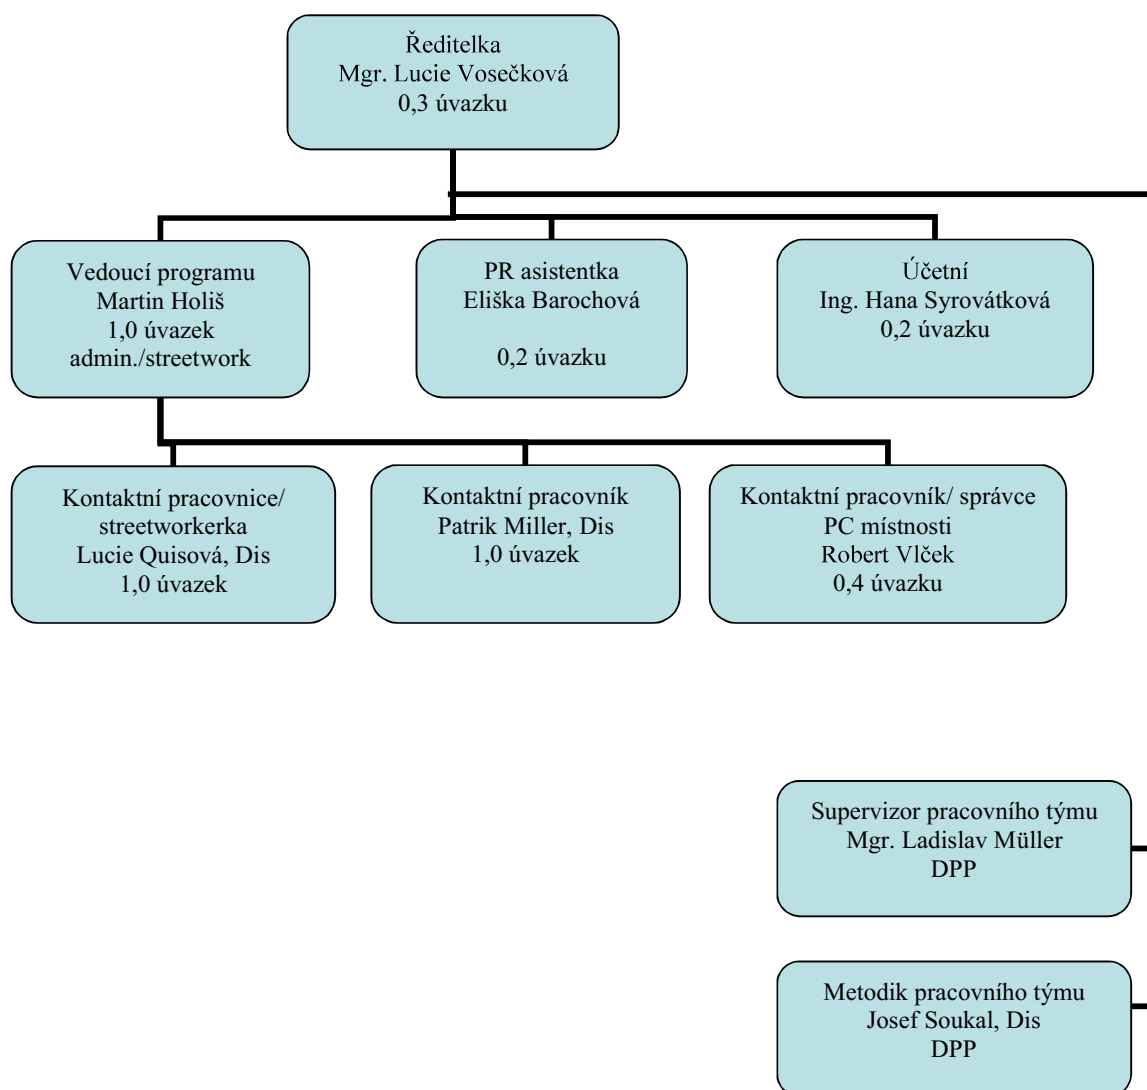 Ředitelka
Mgr. Lucie Vosečková
0,3 úvazku
Vedoucí programu
Martin Holiš
1,0 úvazek
admin./streetwork
PR asistentka
Eliška Barochová
0,2 úvazku
Účetní
Ing. Hana Syrovátková
0,2 úvazku
Kontaktní pracovnice/
streetworkerka
Lucie Quisová, Dis
1,0 úvazek
Kontaktní pracovník
Patrik Miller, Dis
1,0 úvazek
Kontaktní pracovník/ správce
PC místnosti
Robert Vlček
0,4 úvazku
Supervizor pracovního týmu
Mgr. Ladislav Müller
DPP
Metodik pracovního týmu
Josef Soukal, Dis
DPP